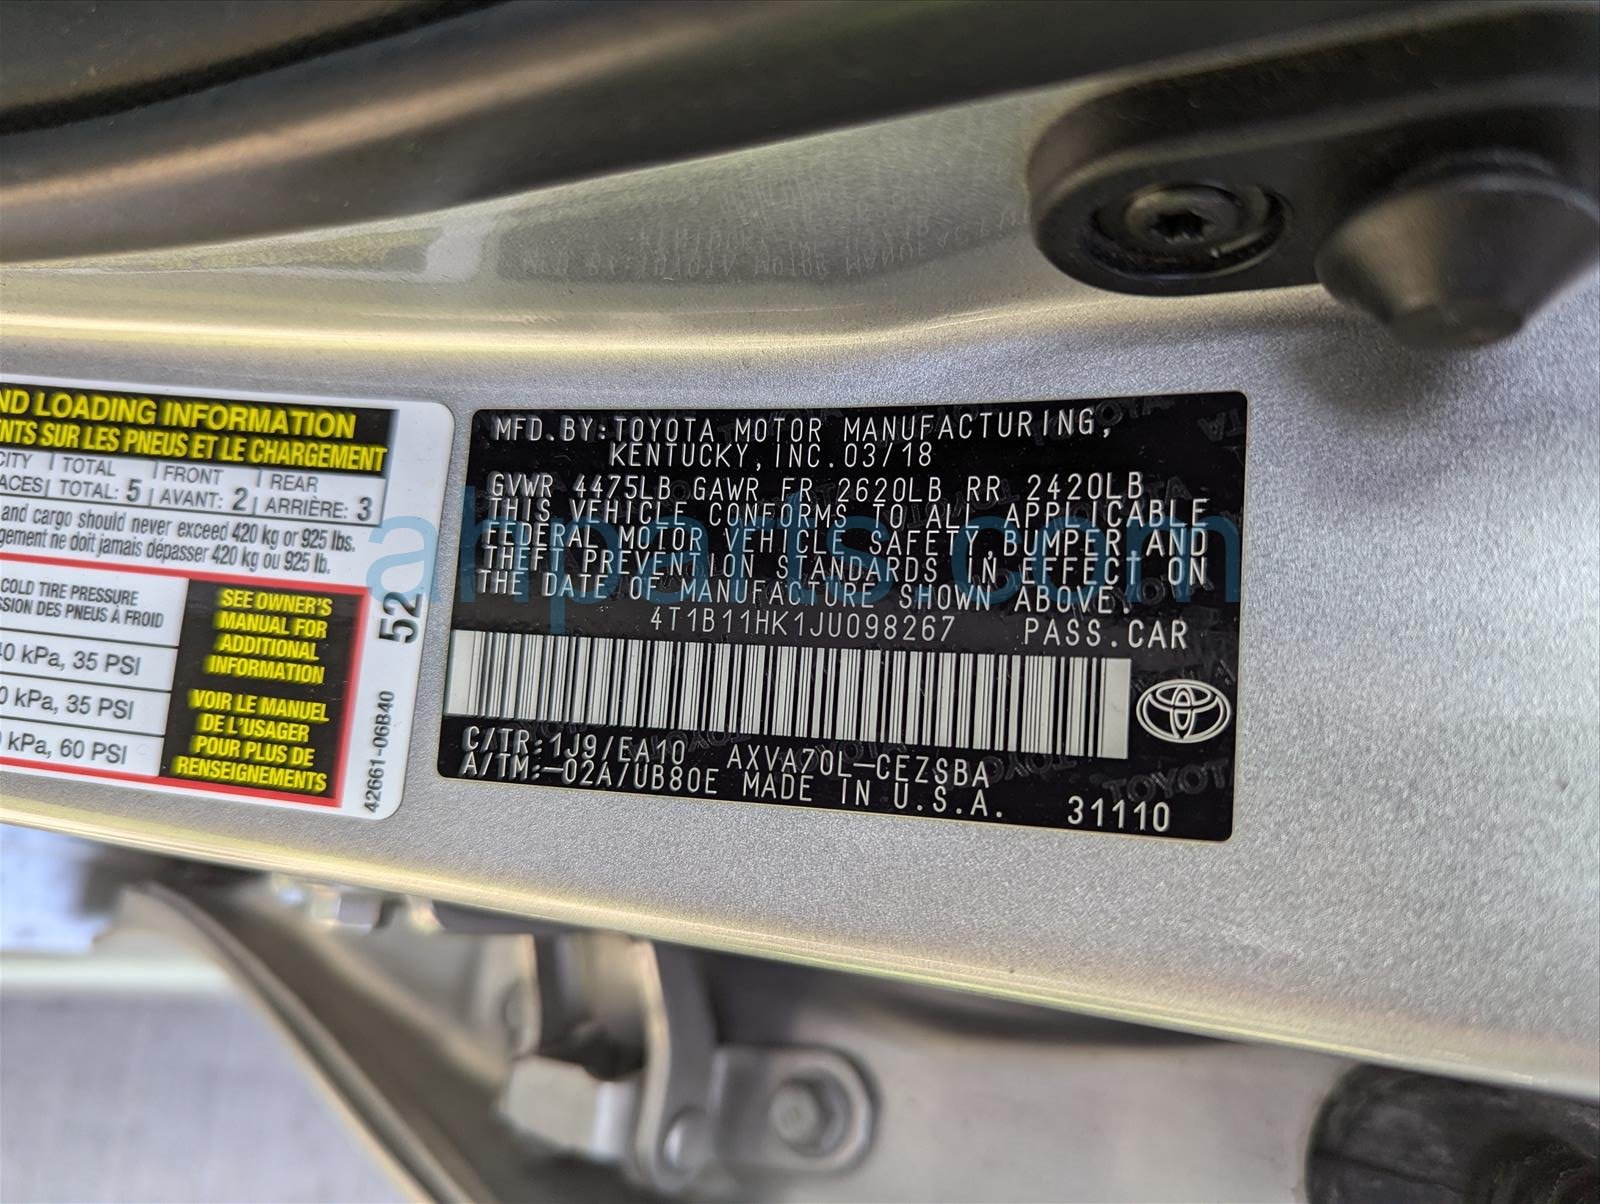 ND LOADING INFORMATION
NTS SUR LES PNEUS ET LE CHARGEMENT
CITY | TOTAL | FRONT | REAR
ACES | TOTAL: 5 | AVANT: 2 | ARRIÈRE: 3
and cargo should never exceed 420 kg or 925 lbs.
gement ne doit jamais dépasser 420 kg ou 925 lb.
COLD TIRE PRESSURE
SSION DES PNEUS À FROID
40 kPa, 35 PSI
0 kPa, 35 PSI
0 kPa, 60 PSI
SEE OWNER'S
MANUAL FOR
ADDITIONAL
INFORMATION
VOIR LE MANUEL
DE L'USAGER
POUR PLUS DE
RENSEIGNEMENTS
52
42661-06B40
MFD.BY:TOYOTA MOTOR MANUFACTURING,
KENTUCKY,INC.03/18
GVWR 4475LB GAWR FR 2620LB RR 2420LB
THIS VEHICLE CONFORMS TO ALL APPLICABLE
FEDERAL MOTOR VEHICLE SAFETY,BUMPER,AND
THEFT PREVENTION STANDARDS IN EFFECT ON
THE DATE OF MANUFACTURE SHOWN ABOVE.
4T1B11HK1JU098267 PASS.CAR
C/TR:1J9/EA10 AXVA70L-CEZSBA
A/TM:-02A/UB80E MADE IN U.S.A. 31110
ahparts.com